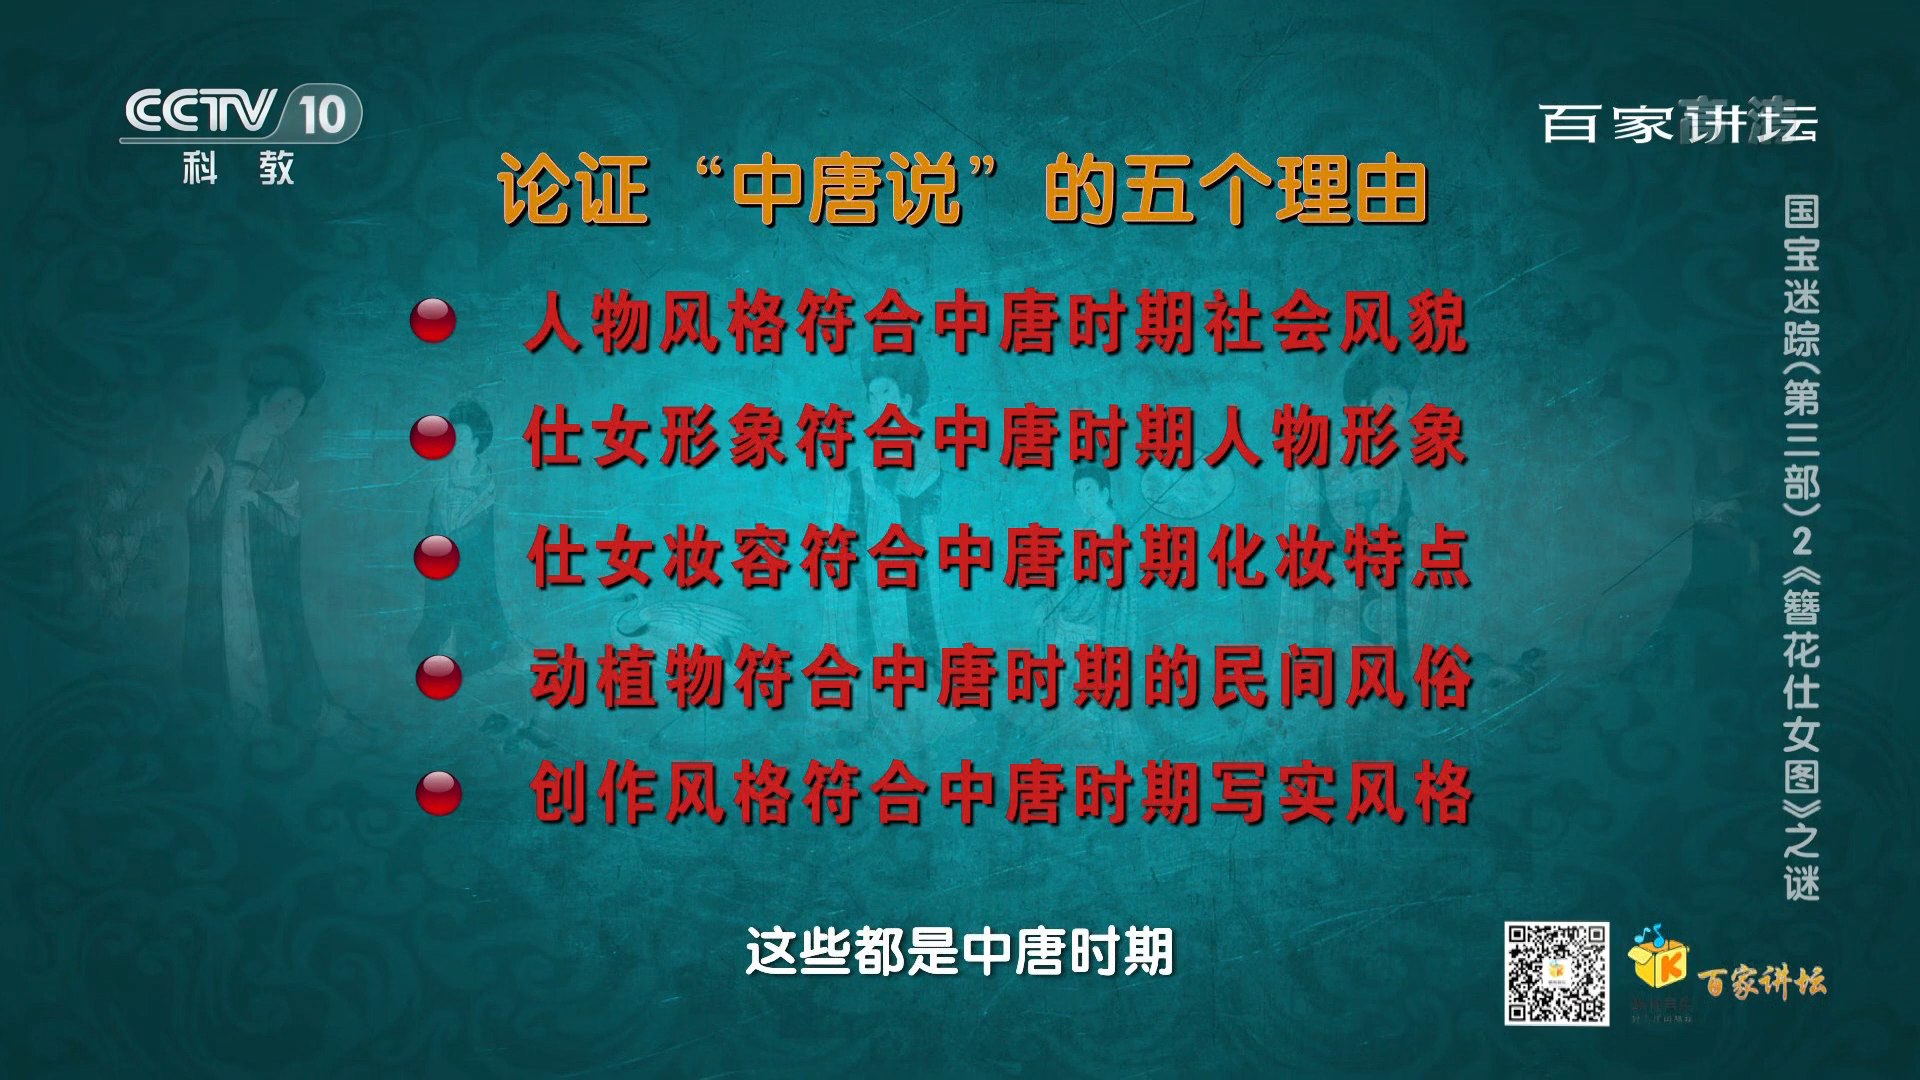 CCTV 10
科 教
百家讲坛
论证“中唐说”的五个理由
人物风格符合中唐时期社会风貌
仕女形象符合中唐时期人物形象
仕女妆容符合中唐时期化妆特点
动植物符合中唐时期的民间风俗
创作风格符合中唐时期写实风格
国宝迷踪(第三部)2《簪花仕女图》之谜
这些都是中唐时期
K
百家讲坛